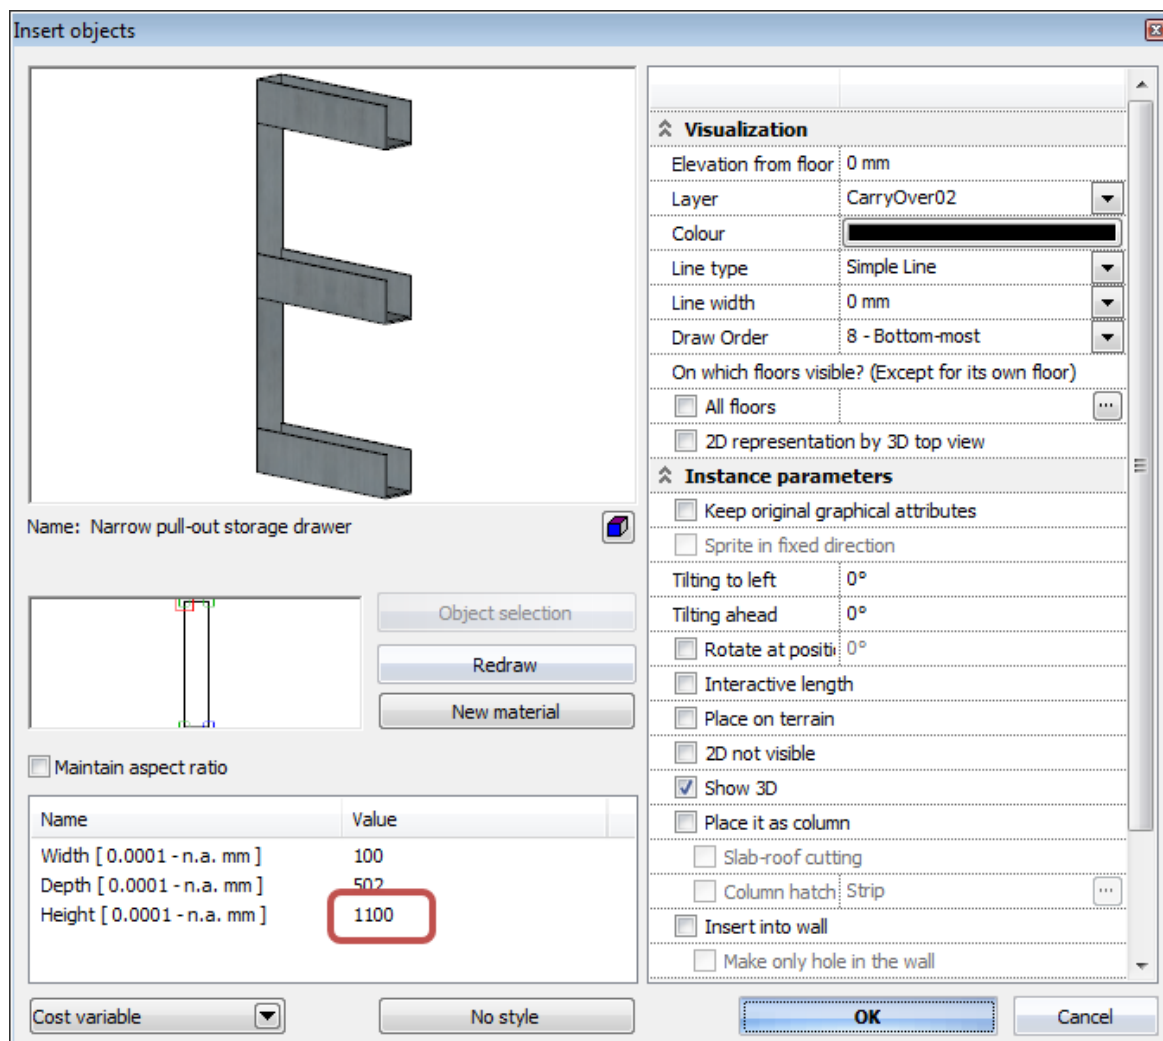 Insert objects
Name: Narrow pull-out storage drawer
Object selection
Redraw
New material
Maintain aspect ratio
Name Value
Width [ 0.0001 - n.a. mm ] 100
Depth [ 0.0001 - n.a. mm ] 502
Height [ 0.0001 - n.a. mm ] 1100
Cost variable
No style
Visualization
Elevation from floor 0 mm
Layer CarryOver02
Colour
Line type Simple Line
Line width 0 mm
Draw Order 8 - Bottom-most
On which floors visible? (Except for its own floor)
All floors ...
2D representation by 3D top view
Instance parameters
Keep original graphical attributes
Sprite in fixed direction
Tilting to left 0°
Tilting ahead 0°
Rotate at positi 0°
Interactive length
Place on terrain
2D not visible
Show 3D
Place it as column
Slab-roof cutting
Column hatch Strip ...
Insert into wall
Make only hole in the wall
OK
Cancel